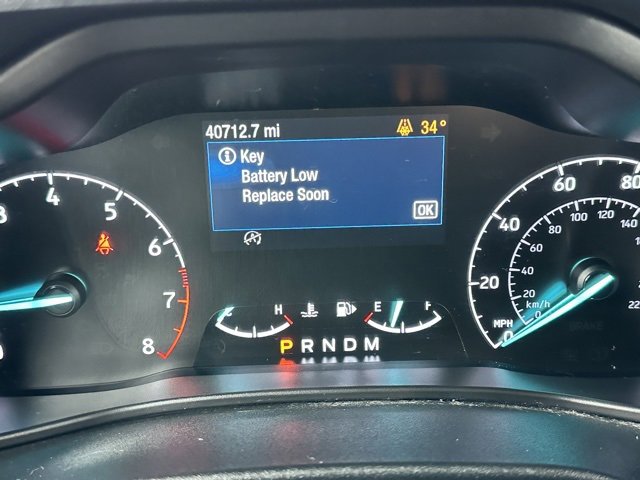 40712.7 mi 34°
Key
Battery Low
Replace Soon
OK
3 4 5 6 7 8
C H E F
P R N D M
20 40 60 80
0 20 40 60 80 100 120 140
km/h
MPH 0
BRAKE